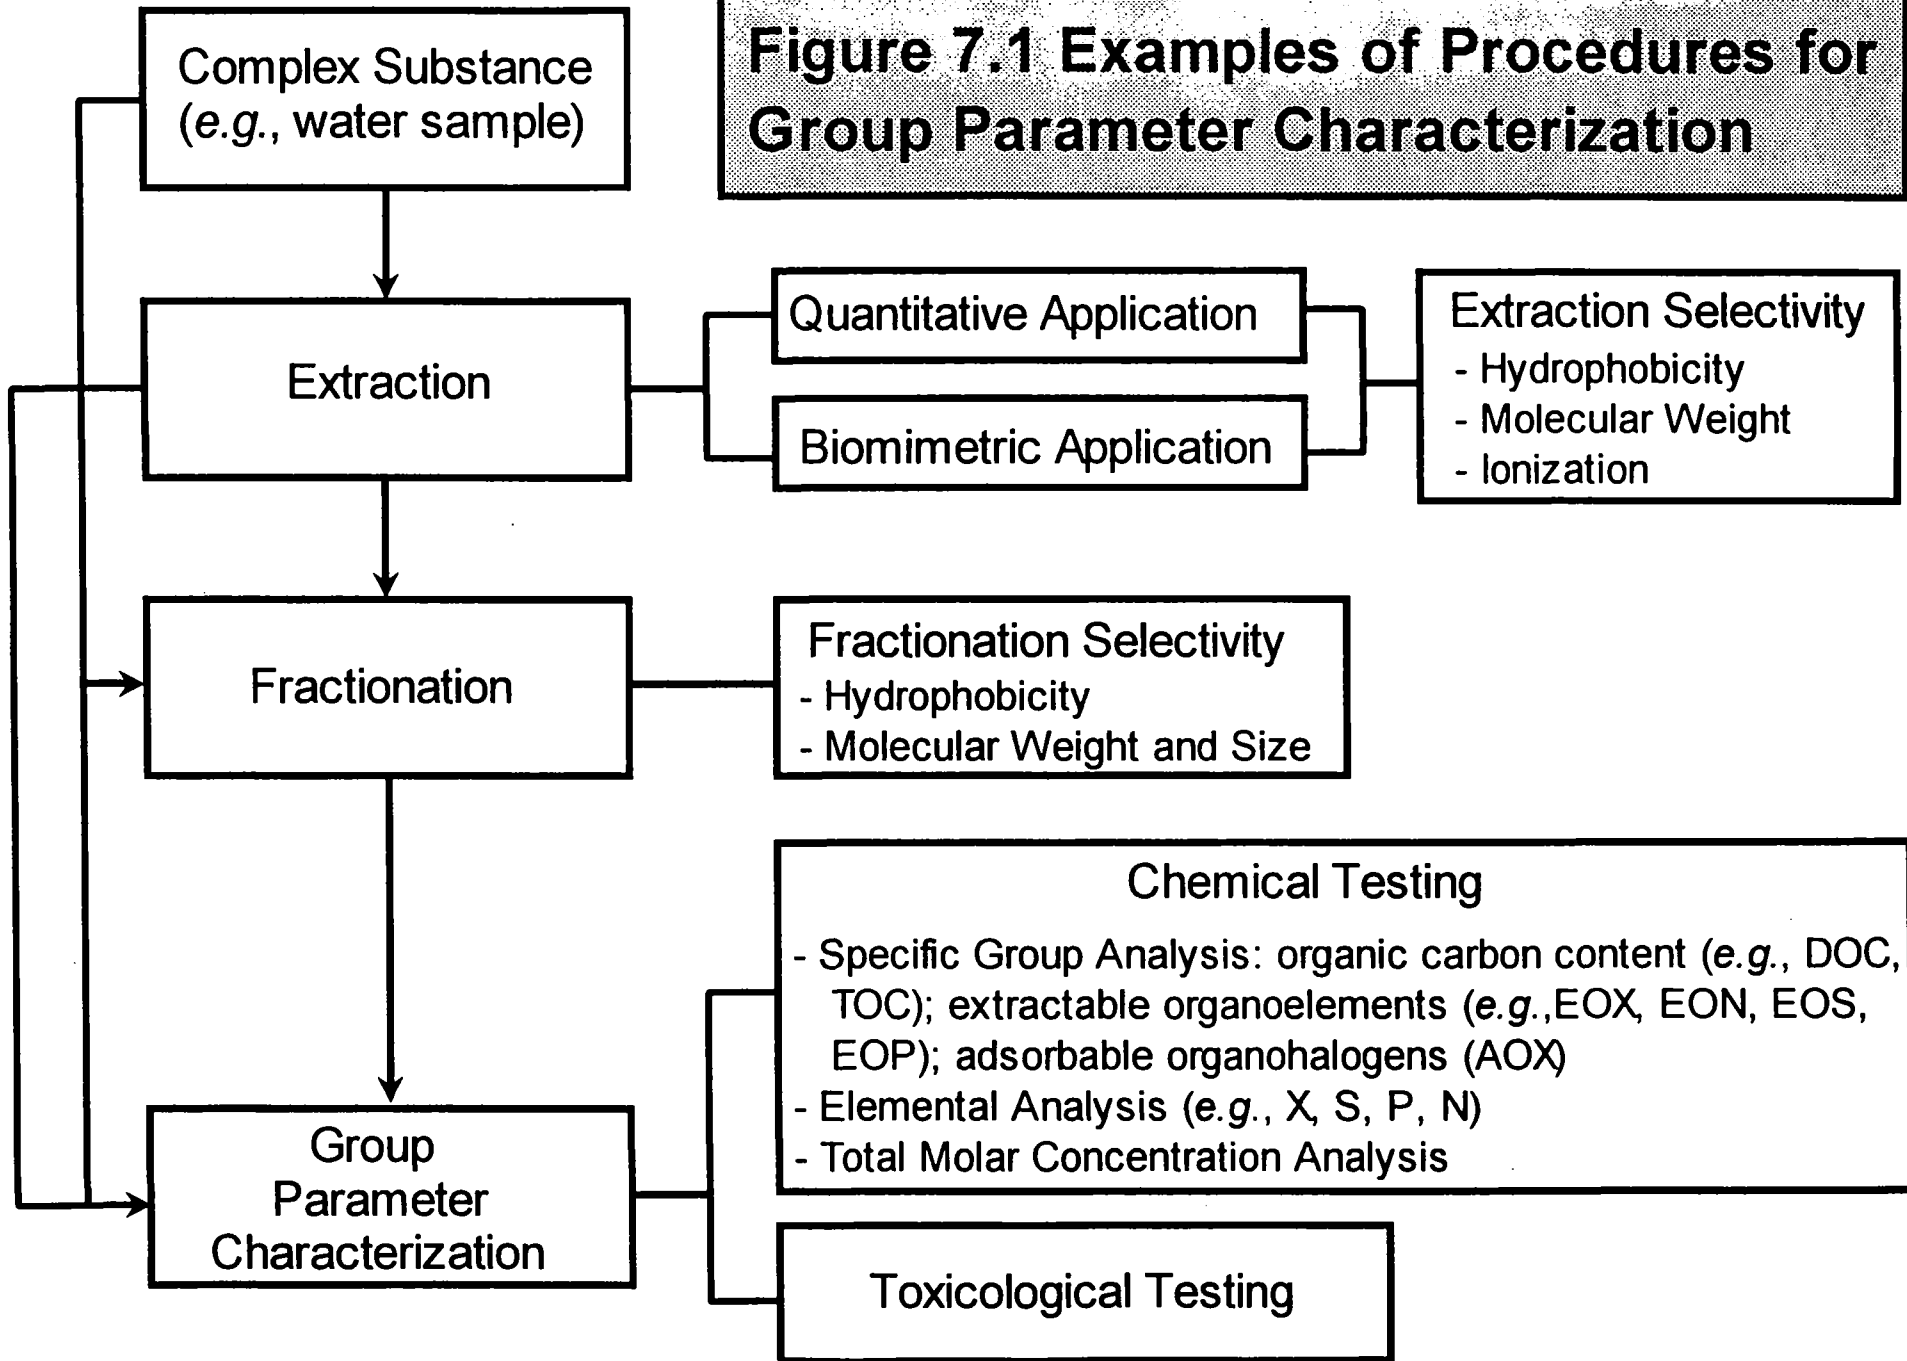 Figure 7.1 Examples of Procedures for
Group Parameter Characterization
Complex Substance
(e.g., water sample)
Extraction
Quantitative Application
Biomimetric Application
Extraction Selectivity
- Hydrophobicity
- Molecular Weight
- Ionization
Fractionation
Fractionation Selectivity
- Hydrophobicity
- Molecular Weight and Size
Group
Parameter
Characterization
Chemical Testing
- Specific Group Analysis: organic carbon content (e.g., DOC,
TOC); extractable organoelements (e.g.,EOX, EON, EOS,
EOP); adsorbable organohalogens (AOX)
- Elemental Analysis (e.g., X, S, P, N)
- Total Molar Concentration Analysis
Toxicological Testing